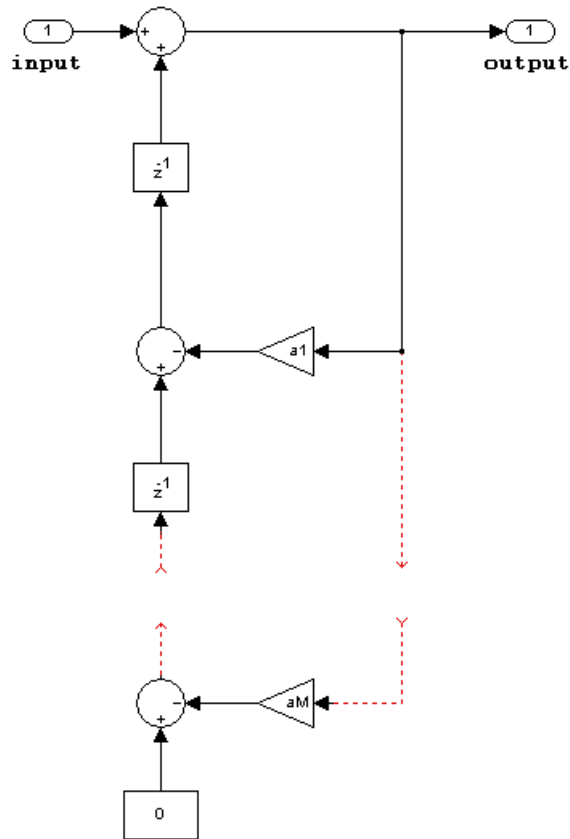 1 + 1
input + output
z^-1
− a1
+
z^-1
− aM
+
0